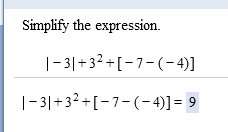 Simplify the expression.
|−3|+3²+[−7−(−4)]
|−3|+3²+[−7−(−4)]= 9